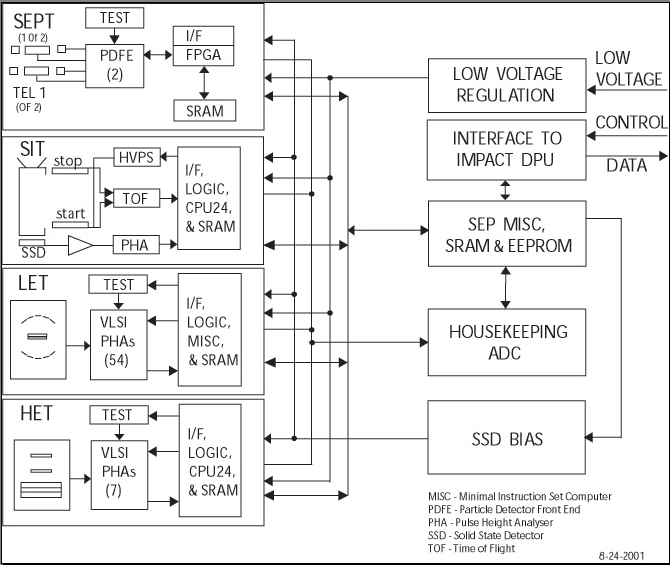 SEPT
(1 Of 2)
TEL 1
(OF 2)
TEST
PDFE
(2)
I/F
FPGA
SRAM
SIT
stop
start
SSD
HVPS
TOF
PHA
I/F,
LOGIC,
CPU24,
& SRAM
LET
TEST
VLSI
PHAs
(54)
I/F,
LOGIC,
MISC,
& SRAM
HET
TEST
VLSI
PHAs
(7)
I/F,
LOGIC,
CPU24,
& SRAM
LOW VOLTAGE
REGULATION
LOW
VOLTAGE
INTERFACE TO
IMPACT DPU
CONTROL
DATA
SEP MISC,
SRAM & EEPROM
HOUSEKEEPING
ADC
SSD BIAS
MISC - Minimal Instruction Set Computer
PDFE - Particle Detector Front End
PHA - Pulse Height Analyser
SSD - Solid State Detector
TOF - Time of Flight
8-24-2001